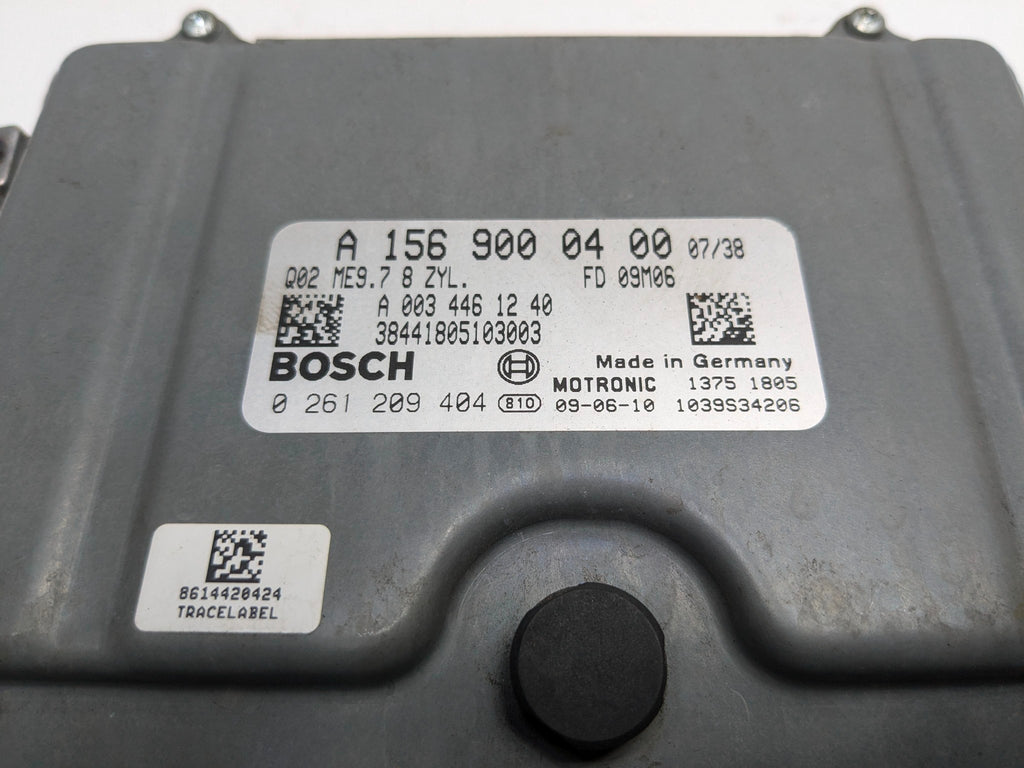 A 156 900 04 00 07/38
Q02 ME9.7 8 ZYL. FD 09M06
A 003 446 12 40
38441805103003
BOSCH Made in Germany
MOTRONIC 1375 1805
0 261 209 404 810 09-06-10 1039S34206
8614420424
TRACELABEL